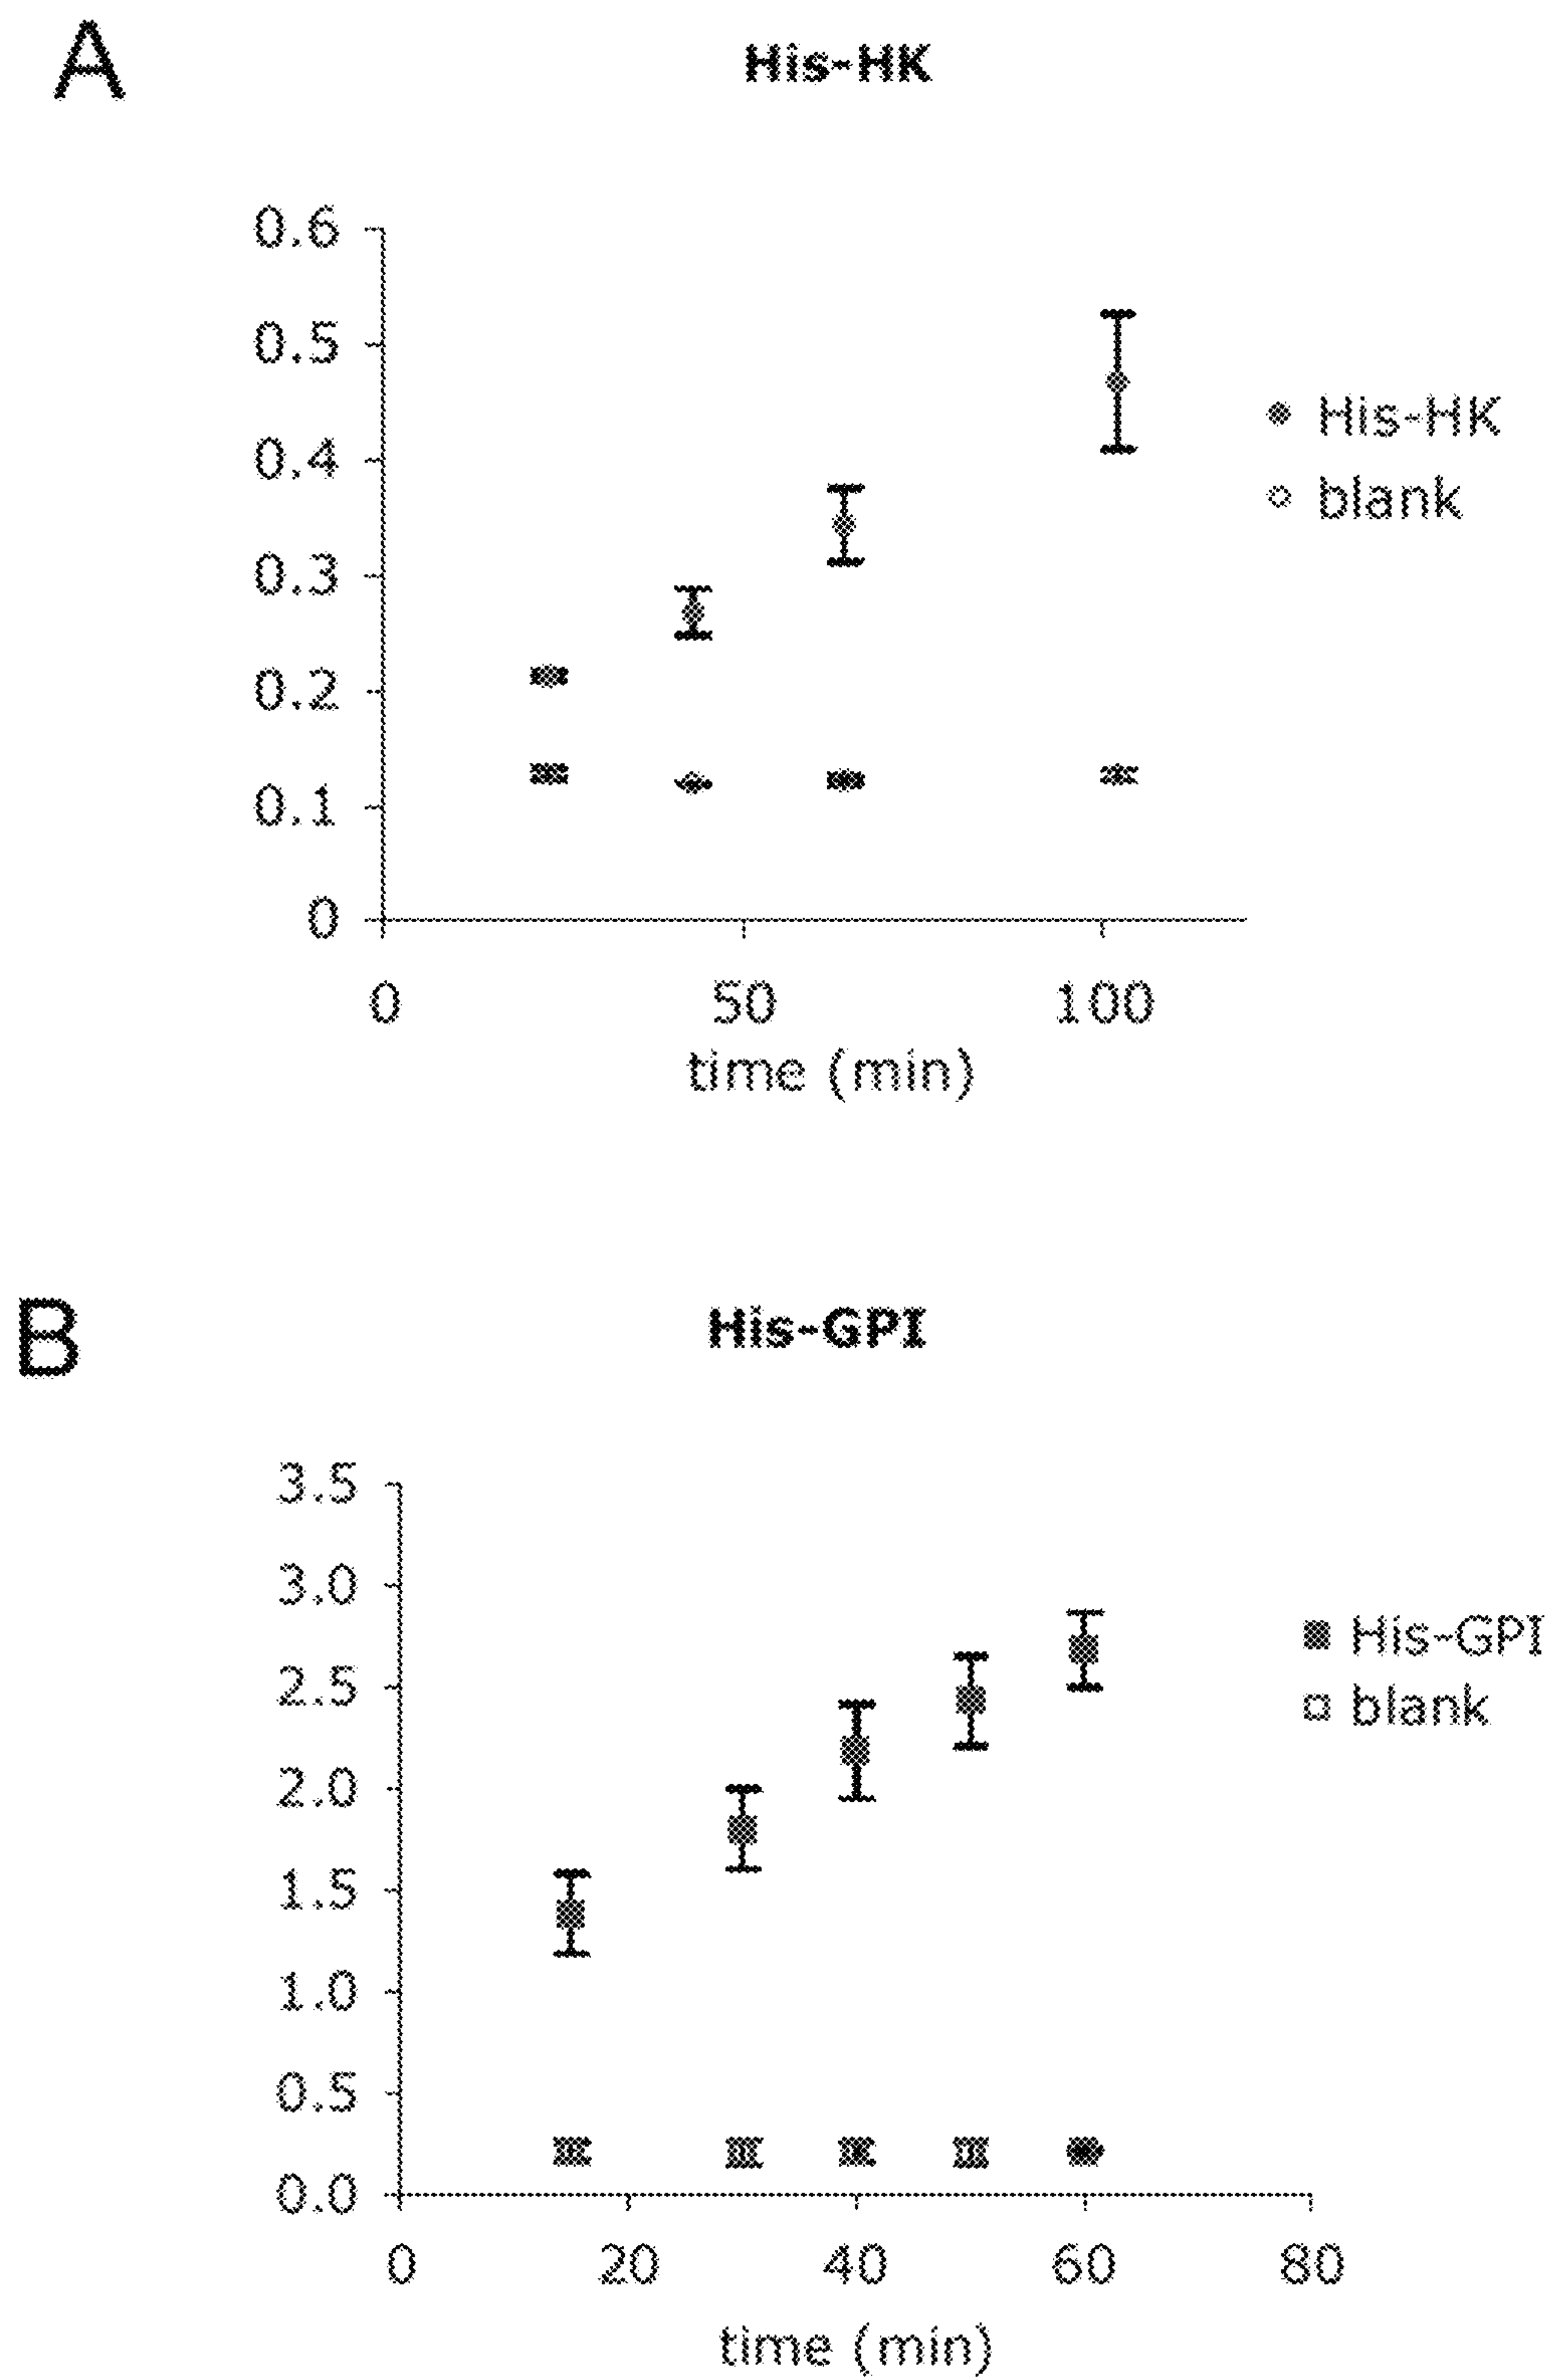 A
His-HK
0.6
0.5
0.4
0.3
0.2
0.1
0
0 50 100
time (min)
His-HK
blank
B
His-GPI
3.5
3.0
2.5
2.0
1.5
1.0
0.5
0.0
0 20 40 60 80
time (min)
His-GPI
blank